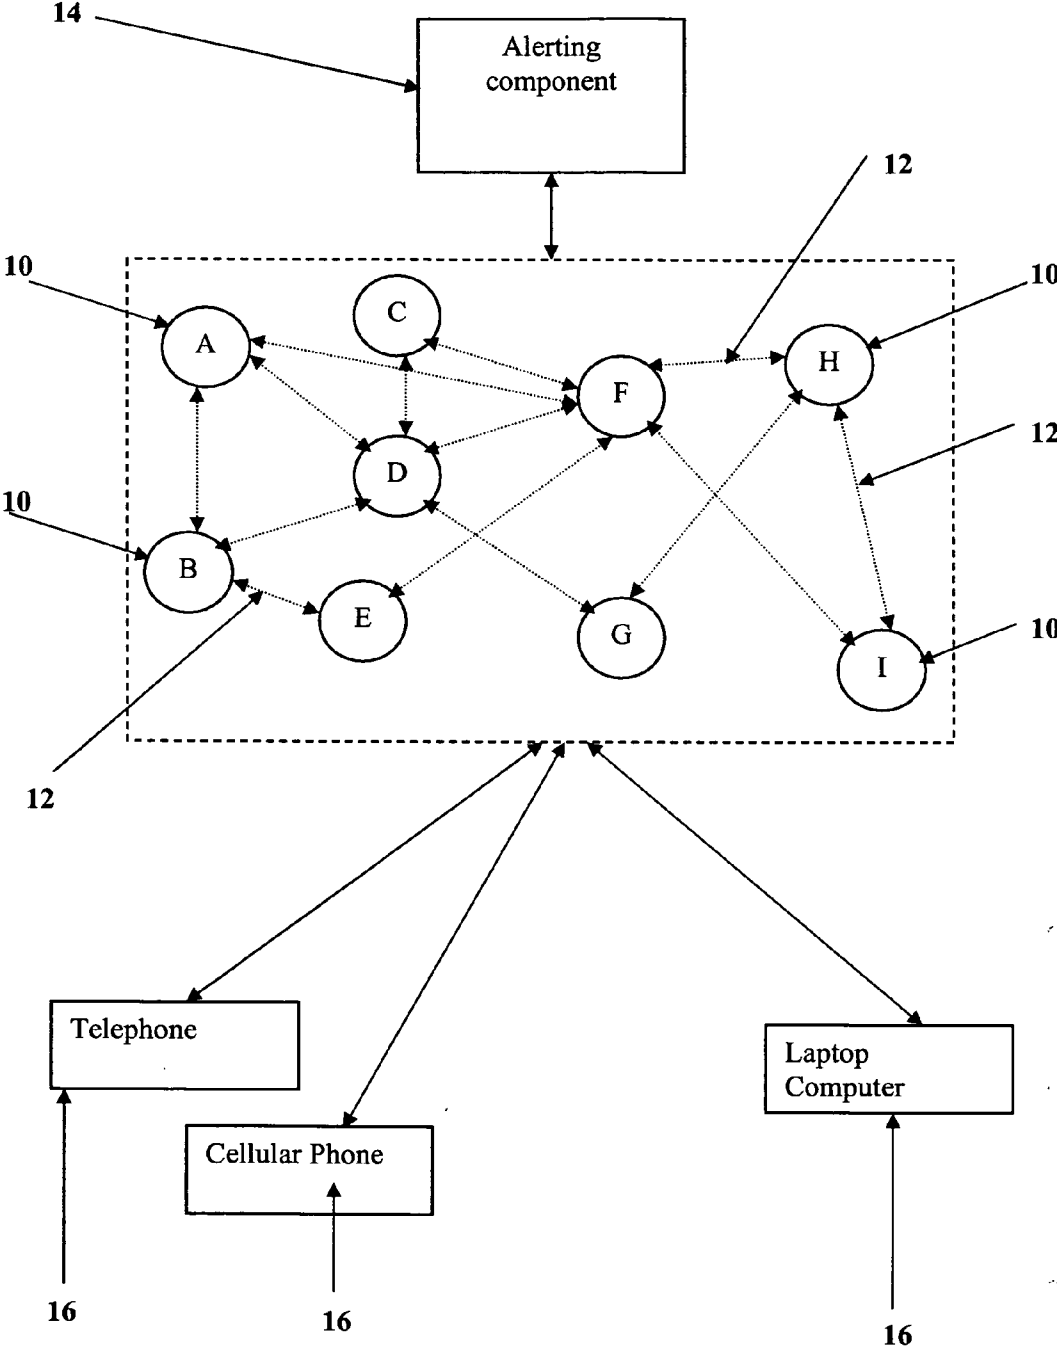 14
Alerting
component
12
10
10
C
A
H
F
12
D
10
B
E
G
10
I
12
Telephone
Laptop
Computer
Cellular Phone
16
16
16